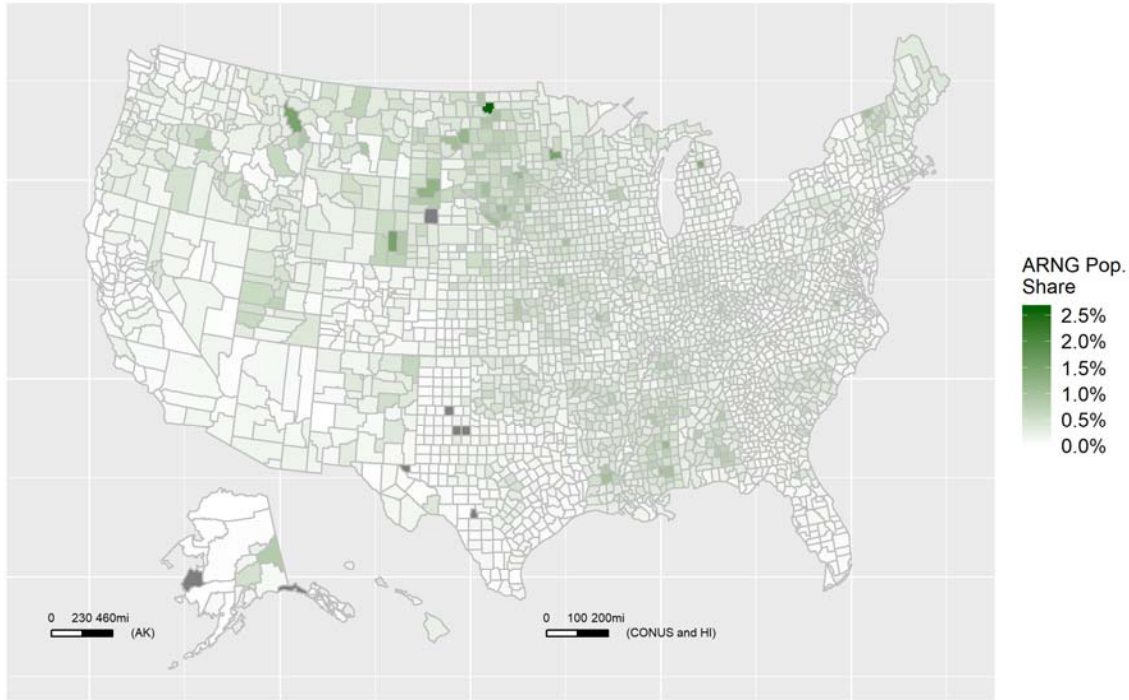 ARNG Pop.
Share
2.5%
2.0%
1.5%
1.0%
0.5%
0.0%
0 230 460mi
(AK)
0 100 200mi
(CONUS and HI)